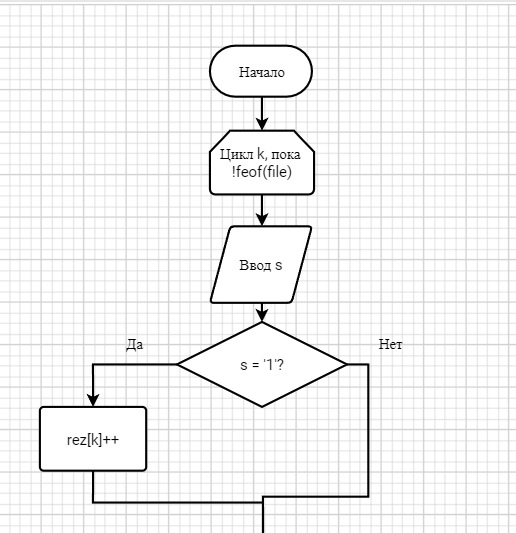 Начало
Цикл k, пока
!feof(file)
Ввод s
Да
Нет
s = '1'?
rez[k]++